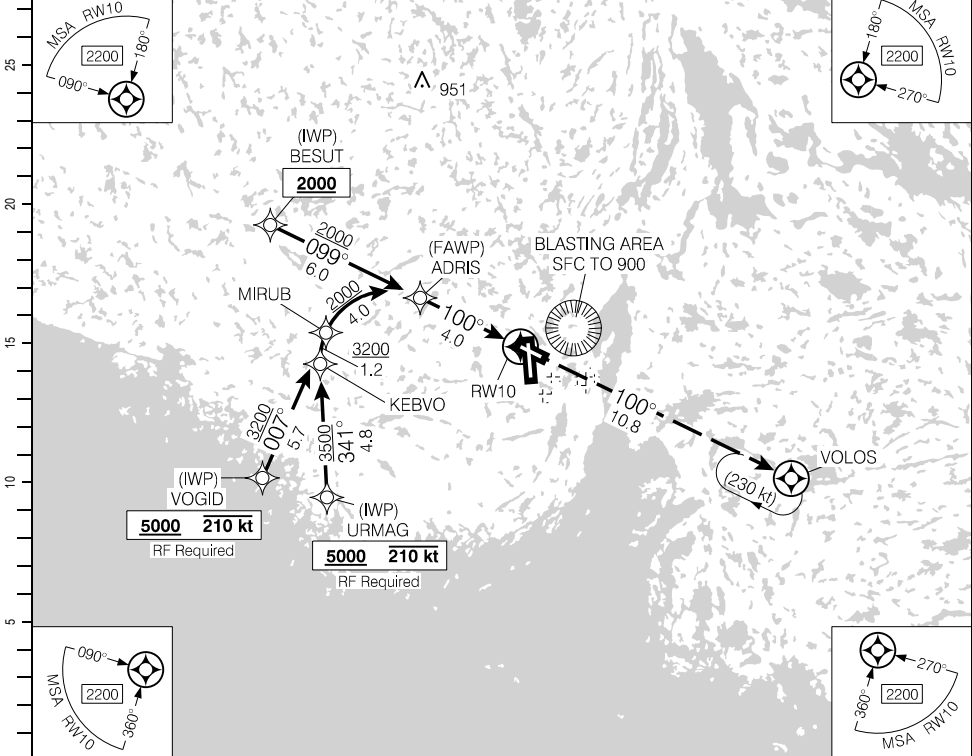 MSA RW10
2200
180°
090°
MSA RW10
2200
180°
270°
25
951
(IWP)
BESUT
2000
20
2000
099°
6.0
(FAWP)
ADRIS
BLASTING AREA
SFC TO 900
MIRUB
2000
4.0
100°
4.0
15
3200
1.2
RW10
KEBVO
100°
10.8
3200
007°
5.7
3500
341°
4.8
VOLOS
(230 kt)
10
(IWP)
VOGID
5000 210 kt
RF Required
(IWP)
URMAG
5000 210 kt
RF Required
5
090°
2200
360°
MSA RW10
270°
2200
360°
MSA RW10